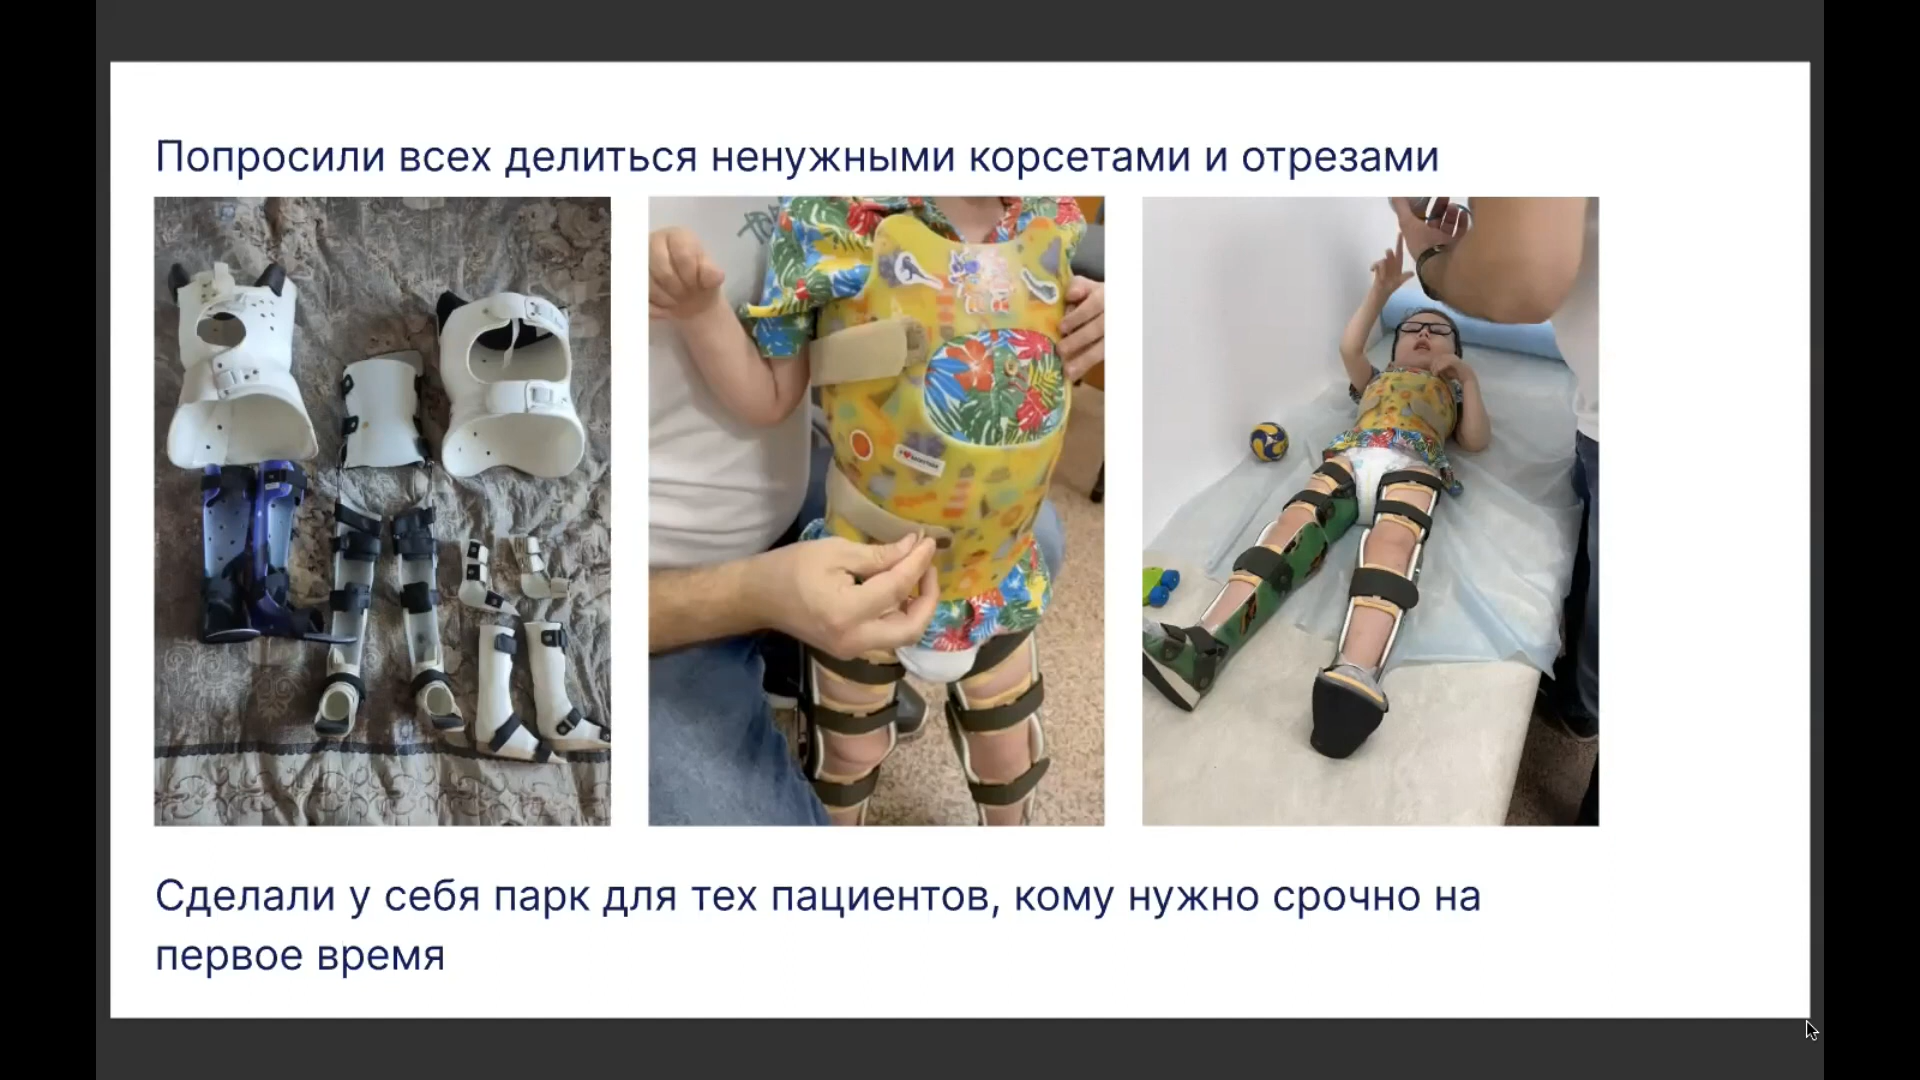 Попросили всех делиться ненужными корсетами и отрезами
Сделали у себя парк для тех пациентов, кому нужно срочно на
первое время